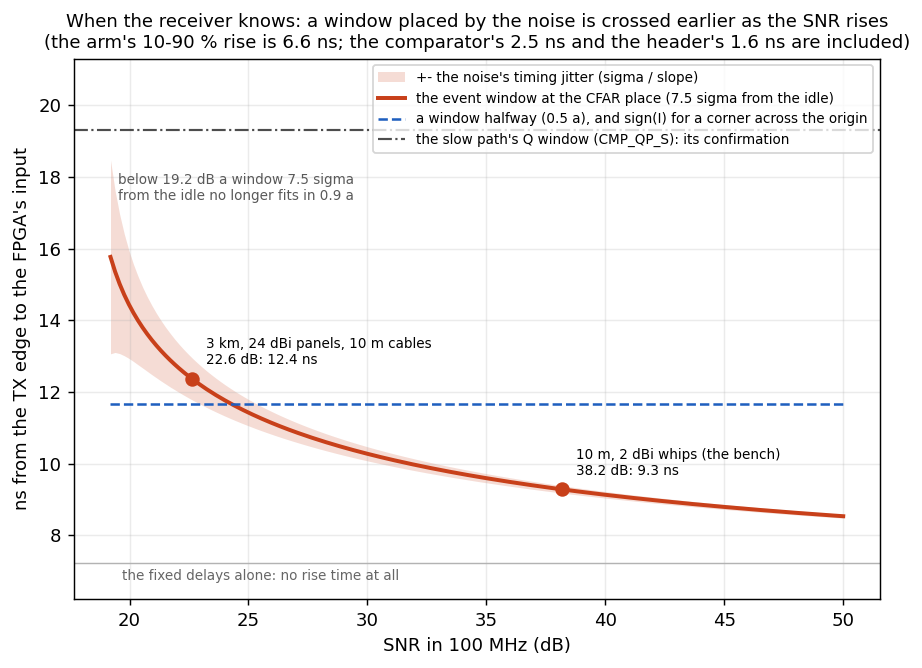 When the receiver knows: a window placed by the noise is crossed earlier as the SNR rises
(the arm's 10-90 % rise is 6.6 ns; the comparator's 2.5 ns and the header's 1.6 ns are included)
+- the noise's timing jitter (sigma / slope)
the event window at the CFAR place (7.5 sigma from the idle)
a window halfway (0.5 a), and sign(I) for a corner across the origin
the slow path's Q window (CMP_QP_S): its confirmation
below 19.2 dB a window 7.5 sigma
from the idle no longer fits in 0.9 a
3 km, 24 dBi panels, 10 m cables
22.6 dB: 12.4 ns
10 m, 2 dBi whips (the bench)
38.2 dB: 9.3 ns
the fixed delays alone: no rise time at all
ns from the TX edge to the FPGA's input
20
18
16
14
12
10
8
20 25 30 35 40 45 50
SNR in 100 MHz (dB)